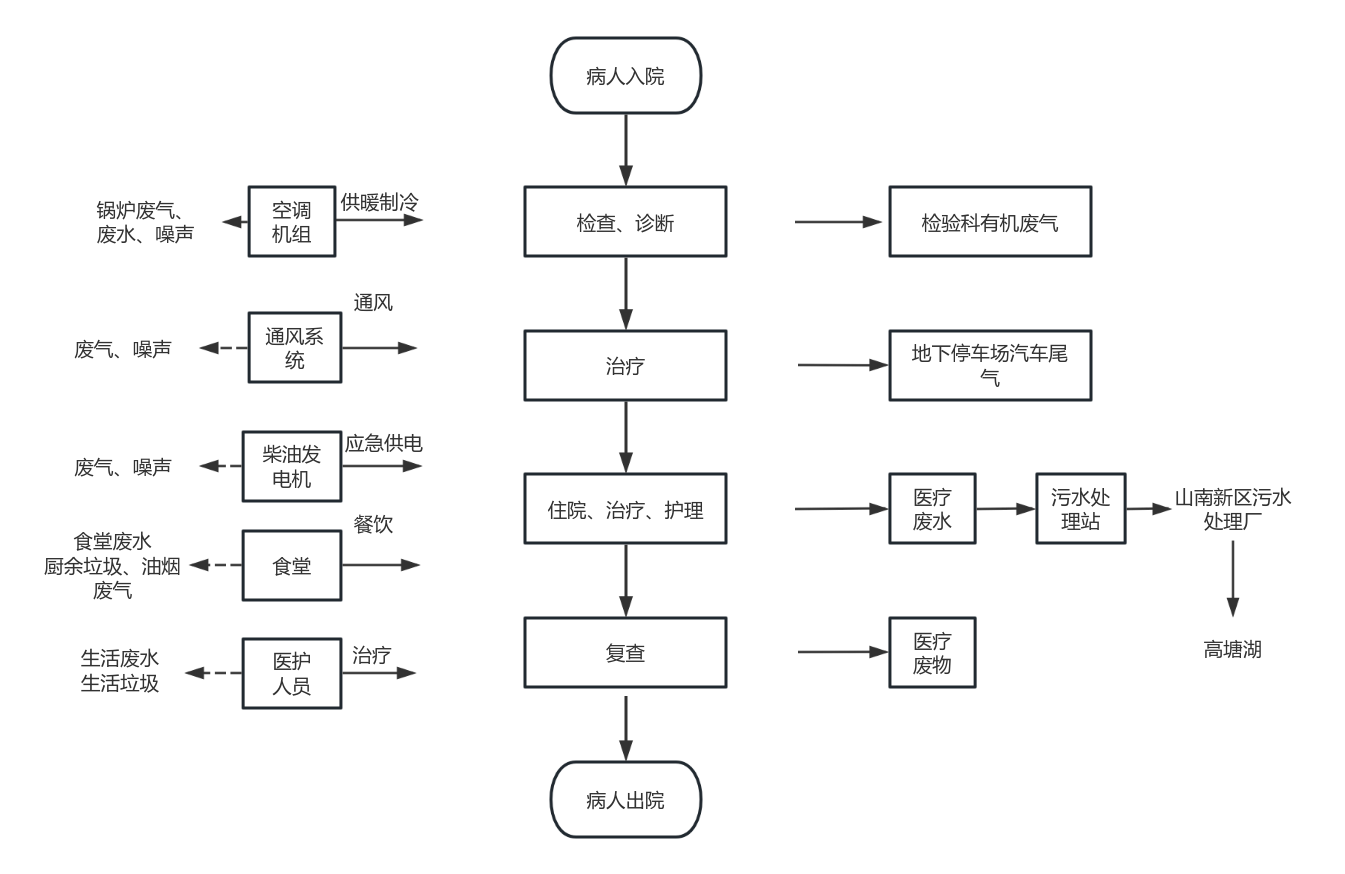 病人入院
锅炉废气、
废水、噪声
空调
机组
供暖制冷
检查、诊断
检验科有机废气
废气、噪声
通风系
统
通风
治疗
地下停车场汽车尾
气
废气、噪声
柴油发
电机
应急供电
住院、治疗、护理
医疗
废水
污水处
理站
山南新区污水
处理厂
食堂废水
厨余垃圾、油烟
废气
食堂
餐饮
生活废水
生活垃圾
医护
人员
治疗
复查
医疗
废物
高塘湖
病人出院